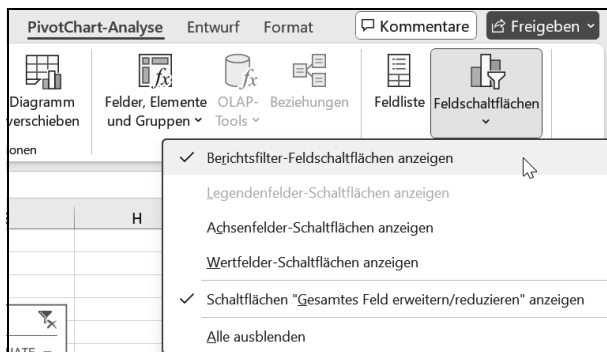 PivotChart-Analyse Entwurf Format Kommentare Freigeben
Diagramm Felder, Elemente OLAP- Beziehungen Feldliste Feldschaltflächen
verschieben und Gruppen Tools
onen
Berichtsfilter-Feldschaltflächen anzeigen
Legendenfelder-Schaltflächen anzeigen
H
Achsenfelder-Schaltflächen anzeigen
Wertfelder-Schaltflächen anzeigen
Schaltflächen "Gesamtes Feld erweitern/reduzieren" anzeigen
Alle ausblenden